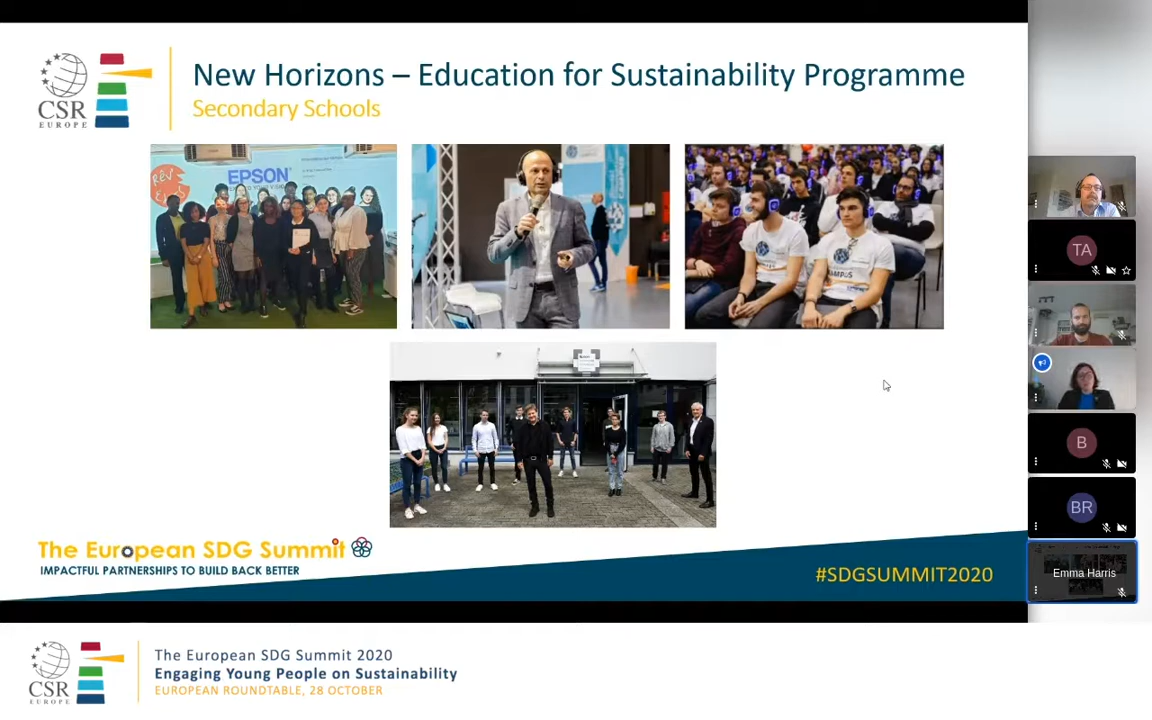 CSR
EUROPE
New Horizons – Education for Sustainability Programme
Secondary Schools
EPSON
The European SDG Summit
IMPACTFUL PARTNERSHIPS TO BUILD BACK BETTER
#SDGSUMMIT2020
TA
B
BR
Emma Harris
CSR
EUROPE
The European SDG Summit 2020
Engaging Young People on Sustainability
EUROPEAN ROUNDTABLE, 28 OCTOBER